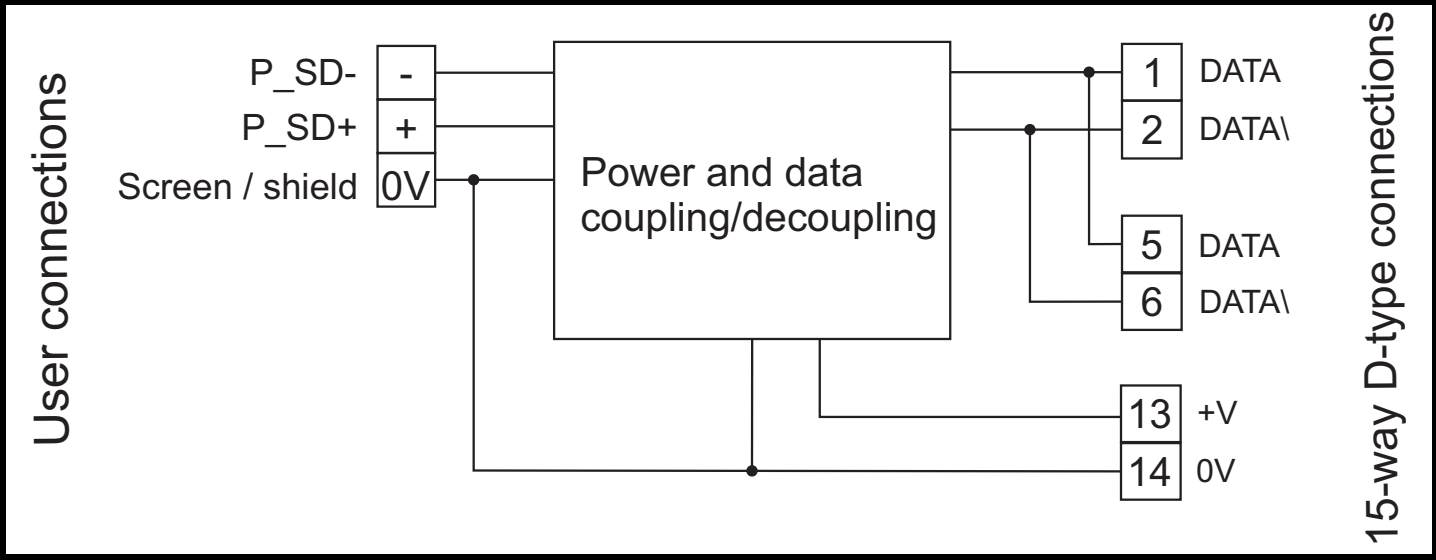 User connections
P_SD- -
P_SD+ +
Screen / shield 0V
Power and data
coupling/decoupling
1 DATA
2 DATA\
5 DATA
6 DATA\
13 +V
14 0V
15-way D-type connections